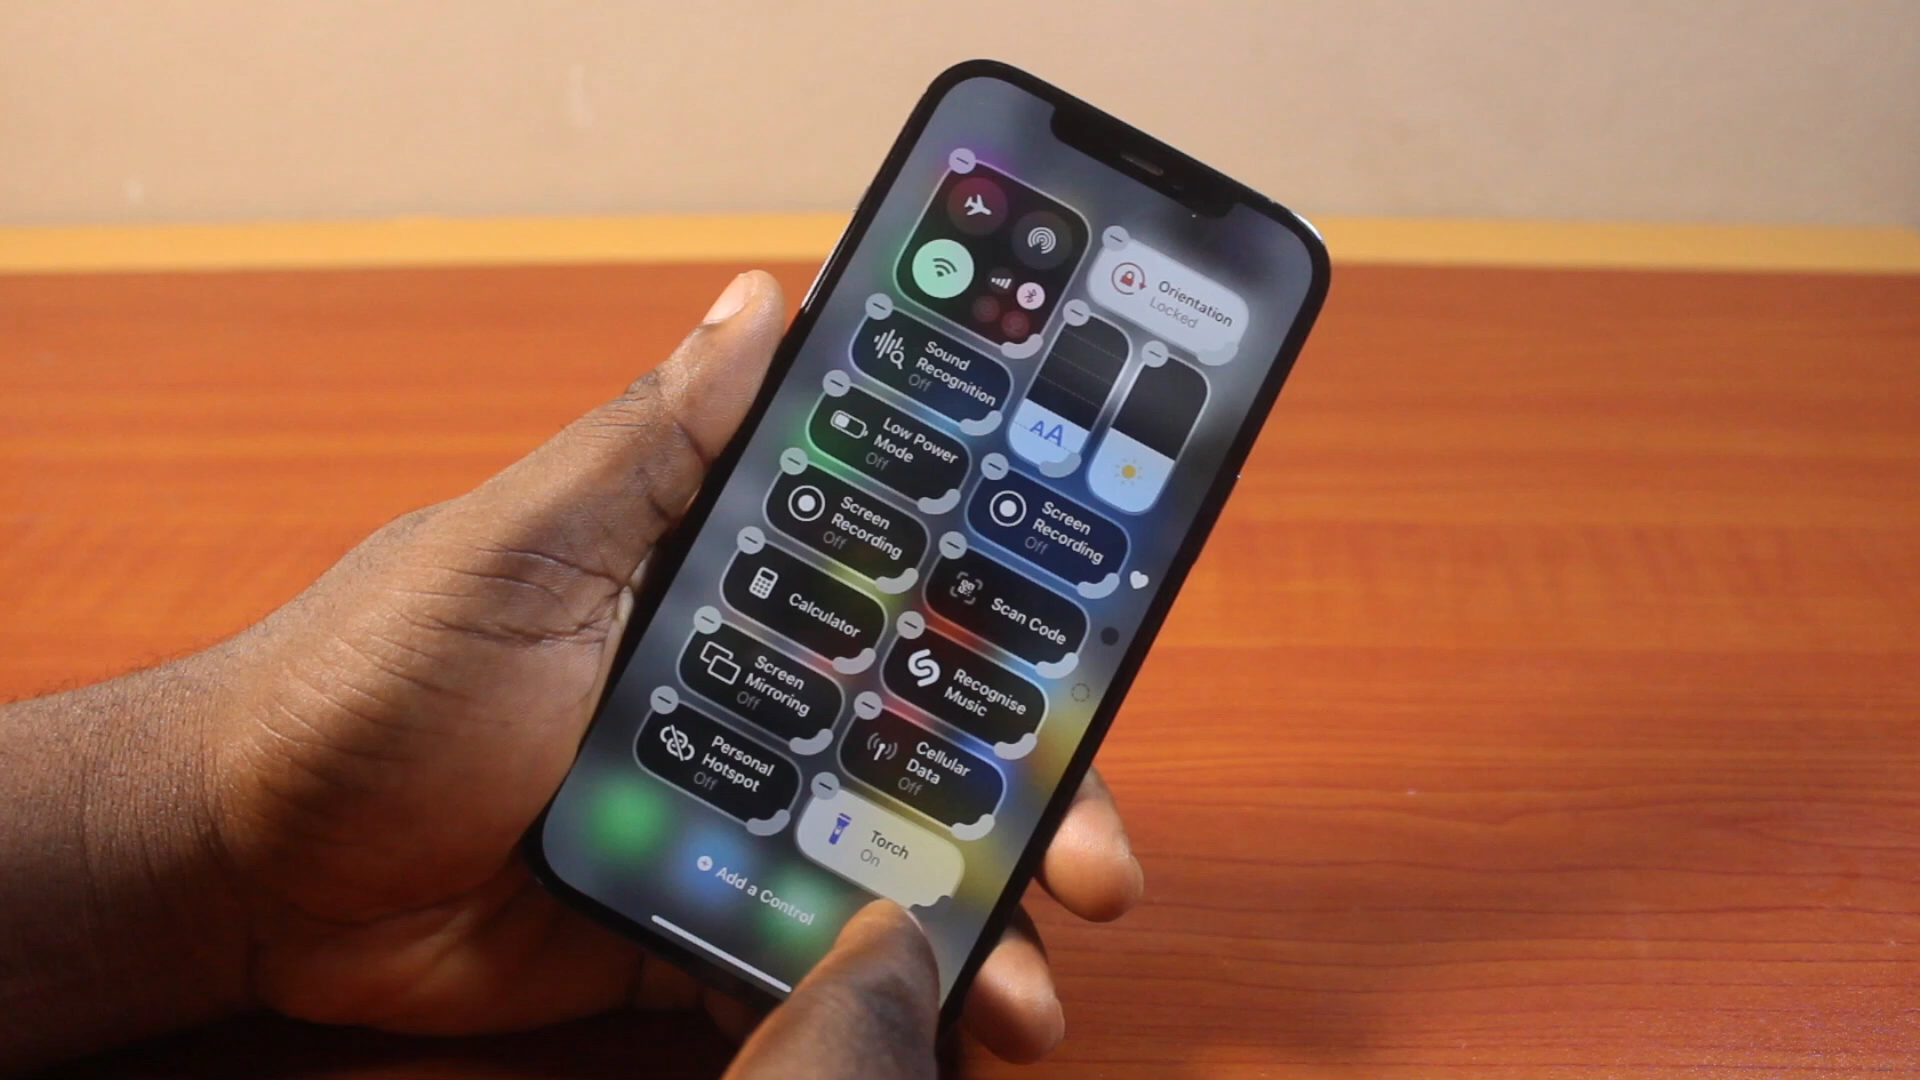 Orientation
Locked
Sound
Recognition
Off
AA
Low Power
Mode
Off
Screen
Recording
Off
Screen
Recording
Off
Calculator
Scan Code
Screen
Mirroring
Off
Recognise
Music
Personal
Hotspot
Off
Cellular
Data
Off
Torch
On
Add a Control